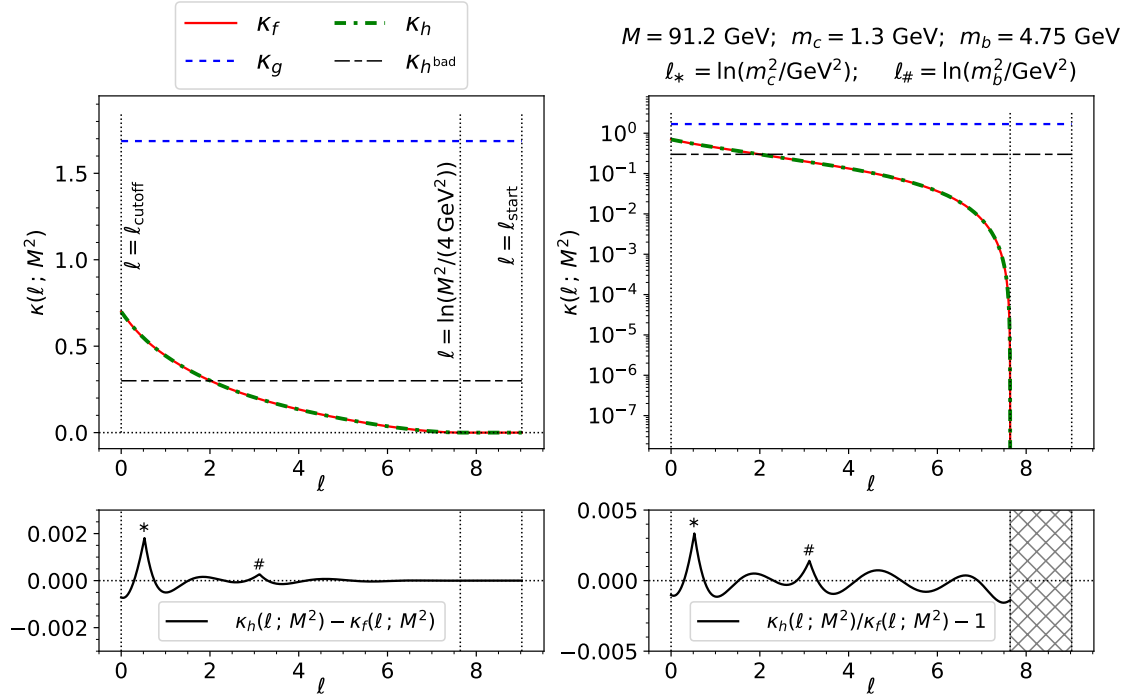 κ_f
κ_h
κ_g
κ_{h^bad}
M = 91.2 GeV; m_c = 1.3 GeV; m_b = 4.75 GeV
ℓ_* = ln(m_c^2/GeV^2); ℓ_# = ln(m_b^2/GeV^2)
κ(ℓ; M^2)
1.5
1.0
0.5
0.0
ℓ = ℓ_cutoff
ℓ = ln(M^2/(4 GeV^2))
ℓ = ℓ_start
0 2 4 6 8
ℓ
κ(ℓ; M^2)
10^0
10^{−1}
10^{−2}
10^{−3}
10^{−4}
10^{−5}
10^{−6}
10^{−7}
0 2 4 6 8
ℓ
0.002
0.000
−0.002
*
#
κ_h(ℓ; M^2) − κ_f(ℓ; M^2)
0 2 4 6 8
ℓ
0.005
0.000
−0.005
*
#
κ_h(ℓ; M^2)/κ_f(ℓ; M^2) − 1
0 2 4 6 8
ℓ